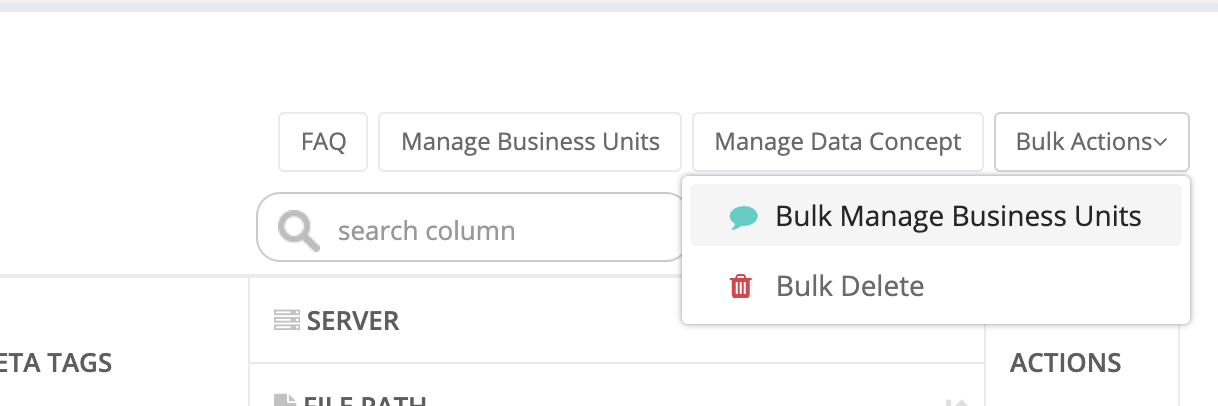 FAQ
Manage Business Units
Manage Data Concept
Bulk Actions
search column
Bulk Manage Business Units
Bulk Delete
SERVER
ETA TAGS
ACTIONS
FILE PATH